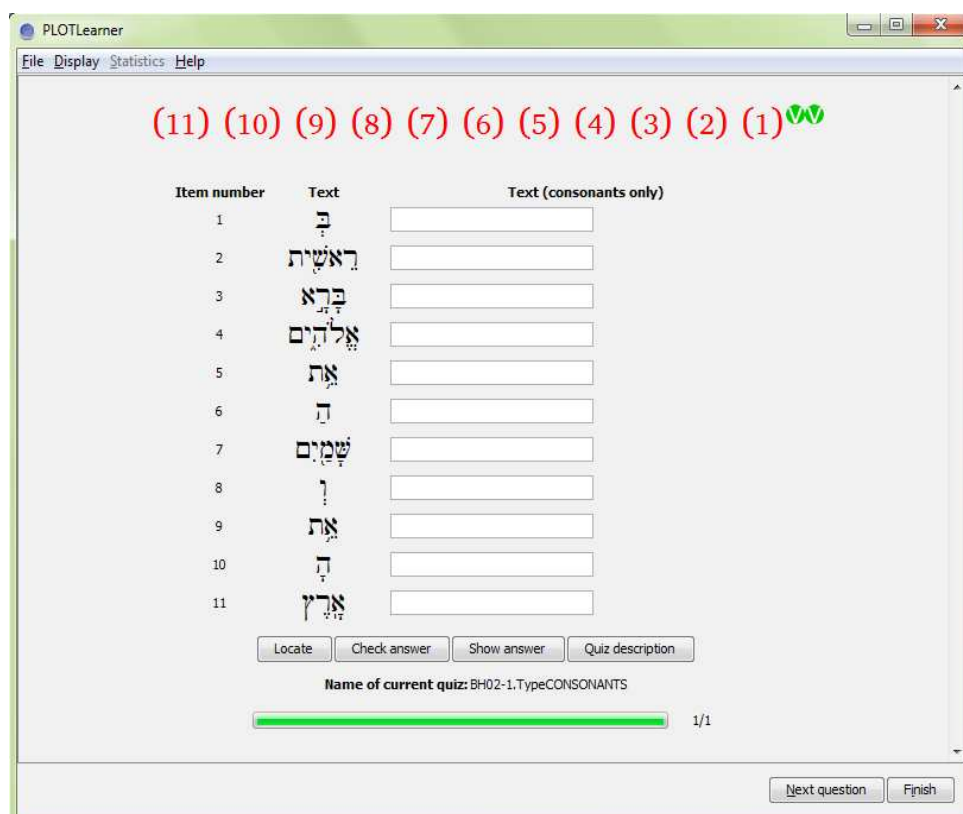 PLOTLearner
File Display Statistics Help
(11) (10) (9) (8) (7) (6) (5) (4) (3) (2) (1)
Item number Text Text (consonants only)
1 בְּ
2 רֵאשִׁ֖ית
3 בָּרָ֣א
4 אֱלֹהִ֑ים
5 אֵ֥ת
6 הַ
7 שָּׁמַ֖יִם
8 וְ
9 אֵ֥ת
10 הָ
11 אָֽרֶץ
Locate Check answer Show answer Quiz description
Name of current quiz: BH02-1.TypeCONSONANTS
1/1
Next question Finish